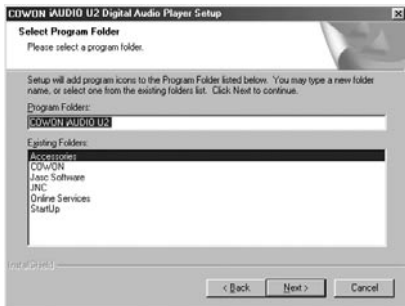 COWON iAUDIO U2 Digital Audio Player Setup
Select Program Folder
Please select a program folder.
Setup will add program icons to the Program Folder listed below. You may type a new folder
name, or select one from the existing folders list. Click Next to continue.
Program Folders:
COWON iAUDIO U2
Existing Folders:
Accessories
COWON
Jasc Software
JNC
Online Services
StartUp
InstallShield
< Back
Next >
Cancel